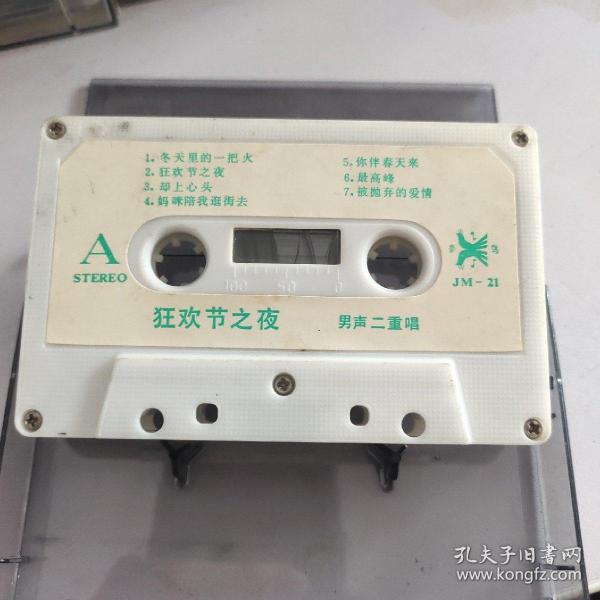 1.冬天里的一把火
2.狂欢节之夜
3.却上心头
4.妈咪陪我逛街去
5.你伴春天来
6.最高峰
7.被抛弃的爱情
A
STEREO
JM-21
100 50 0
狂欢节之夜 男声二重唱
孔夫子旧书网
www.kongfz.com